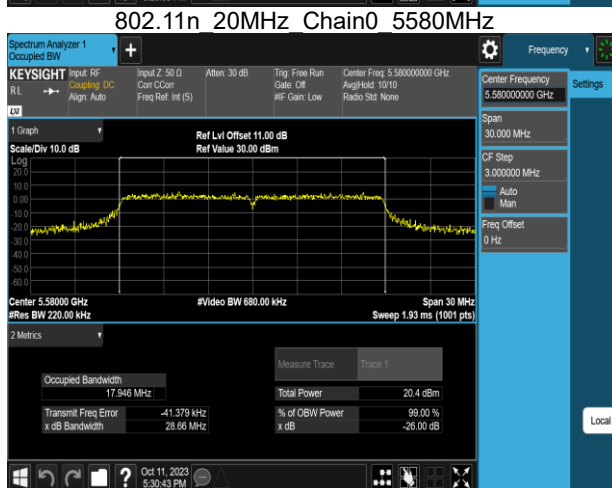 802.11n_20MHz_Chain0_5580MHz
Spectrum Analyzer 1
Occupied BW
+
Frequency
KEYSIGHT
RL
LXI
Input: RF
Coupling: DC
Align: Auto
Input Z: 50 Ω
Corr CCorr
Freq Ref: Int (S)
Atten: 30 dB
Trig: Free Run
Gate: Off
#IF Gain: Low
Center Freq: 5.580000000 GHz
Avg|Hold: 10/10
Radio Std: None
Center Frequency
5.580000000 GHz
Settings
Span
30.000 MHz
CF Step
3.000000 MHz
Auto
Man
Freq Offset
0 Hz
Local
1 Graph
Scale/Div 10.0 dB
Ref Lvl Offset 11.00 dB
Ref Value 30.00 dBm
Log
20.0
10.0
0.00
-10.0
-20.0
-30.0
-40.0
-50.0
-60.0
Center 5.58000 GHz
#Video BW 680.00 kHz
Span 30 MHz
#Res BW 220.00 kHz
Sweep 1.93 ms (1001 pts)
2 Metrics
Measure Trace
Trace 1
Occupied Bandwidth
17.946 MHz
Total Power
20.4 dBm
Transmit Freq Error
-41.379 kHz
% of OBW Power
99.00 %
x dB Bandwidth
28.66 MHz
x dB
-26.00 dB
?
Oct 11, 2023
5:30:43 PM